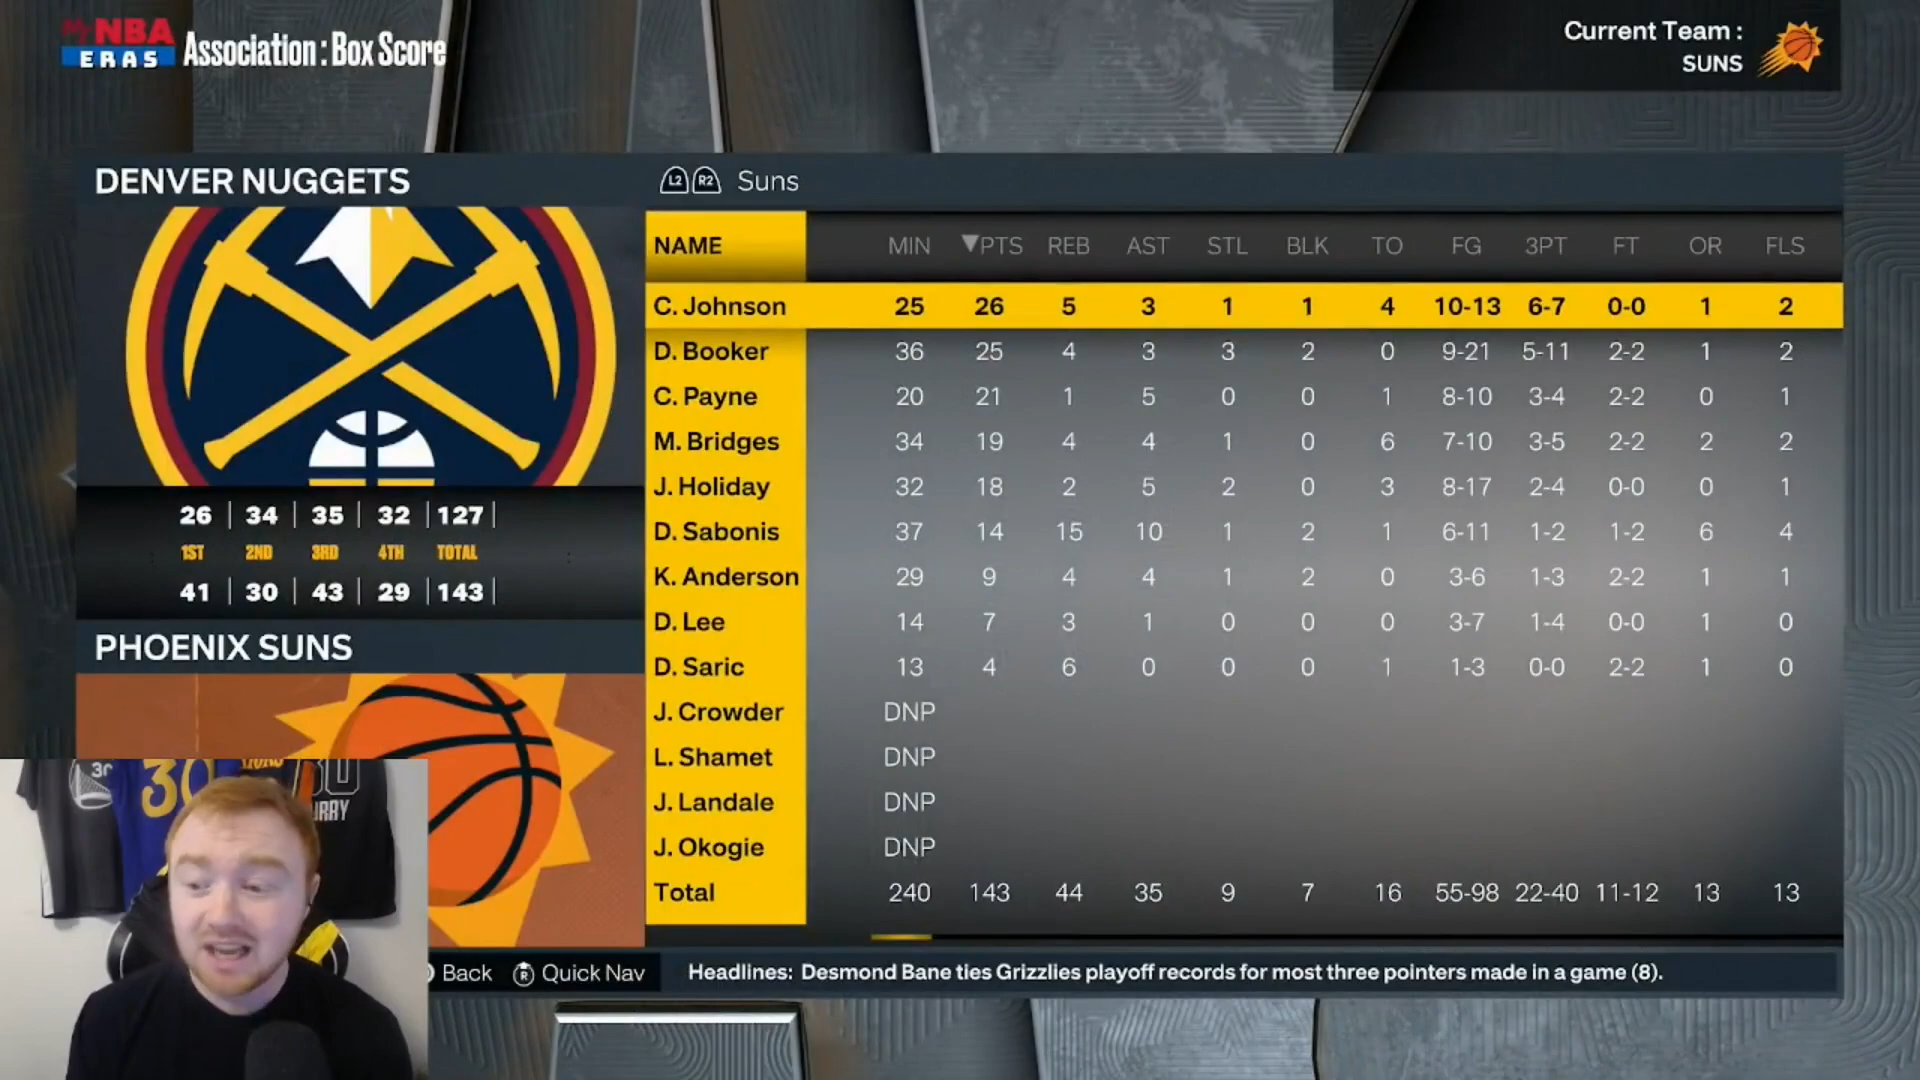 MyNBA ERAS Association : Box Score
Current Team :
SUNS
DENVER NUGGETS
26 | 34 | 35 | 32 | 127 |
1ST 2ND 3RD 4TH TOTAL
41 | 30 | 43 | 29 | 143 |
PHOENIX SUNS
L2 R2 Suns
NAME MIN ▼PTS REB AST STL BLK TO FG 3PT FT OR FLS
C. Johnson 25 26 5 3 1 1 4 10-13 6-7 0-0 1 2
D. Booker 36 25 4 3 3 2 0 9-21 5-11 2-2 1 2
C. Payne 20 21 1 5 0 0 1 8-10 3-4 2-2 0 1
M. Bridges 34 19 4 4 1 0 6 7-10 3-5 2-2 2 2
J. Holiday 32 18 2 5 2 0 3 8-17 2-4 0-0 0 1
D. Sabonis 37 14 15 10 1 2 1 6-11 1-2 1-2 6 4
K. Anderson 29 9 4 4 1 2 0 3-6 1-3 2-2 1 1
D. Lee 14 7 3 1 0 0 0 3-7 1-4 0-0 1 0
D. Saric 13 4 6 0 0 0 1 1-3 0-0 2-2 1 0
J. Crowder DNP
L. Shamet DNP
J. Landale DNP
J. Okogie DNP
Total 240 143 44 35 9 7 16 55-98 22-40 11-12 13 13
30
30
Back R Quick Nav
Headlines: Desmond Bane ties Grizzlies playoff records for most three pointers made in a game (8).